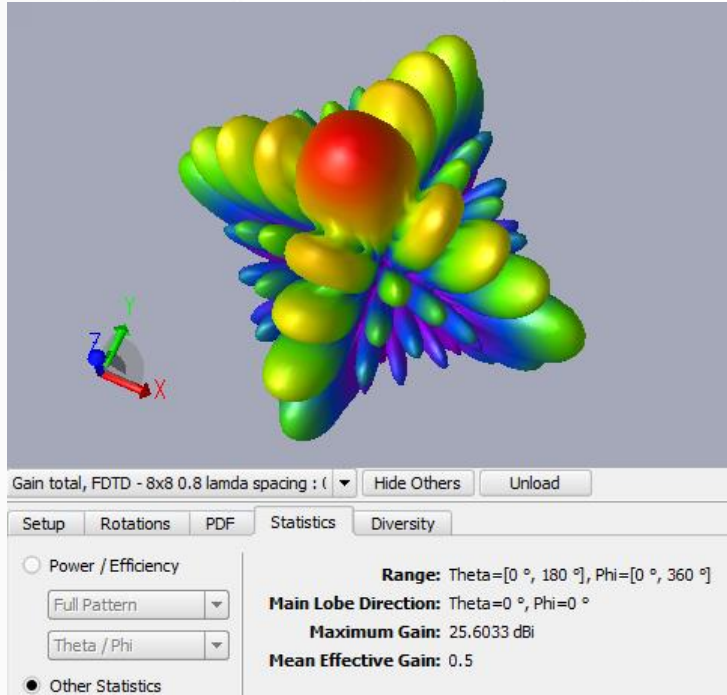 Y
Z
X
Gain total, FDTD - 8x8 0.8 lamda spacing : (
Hide Others
Unload
Setup
Rotations
PDF
Statistics
Diversity
Power / Efficiency
Full Pattern
Theta / Phi
Other Statistics
Range: Theta=[0 °, 180 °], Phi=[0 °, 360 °]
Main Lobe Direction: Theta=0 °, Phi=0 °
Maximum Gain: 25.6033 dBi
Mean Effective Gain: 0.5